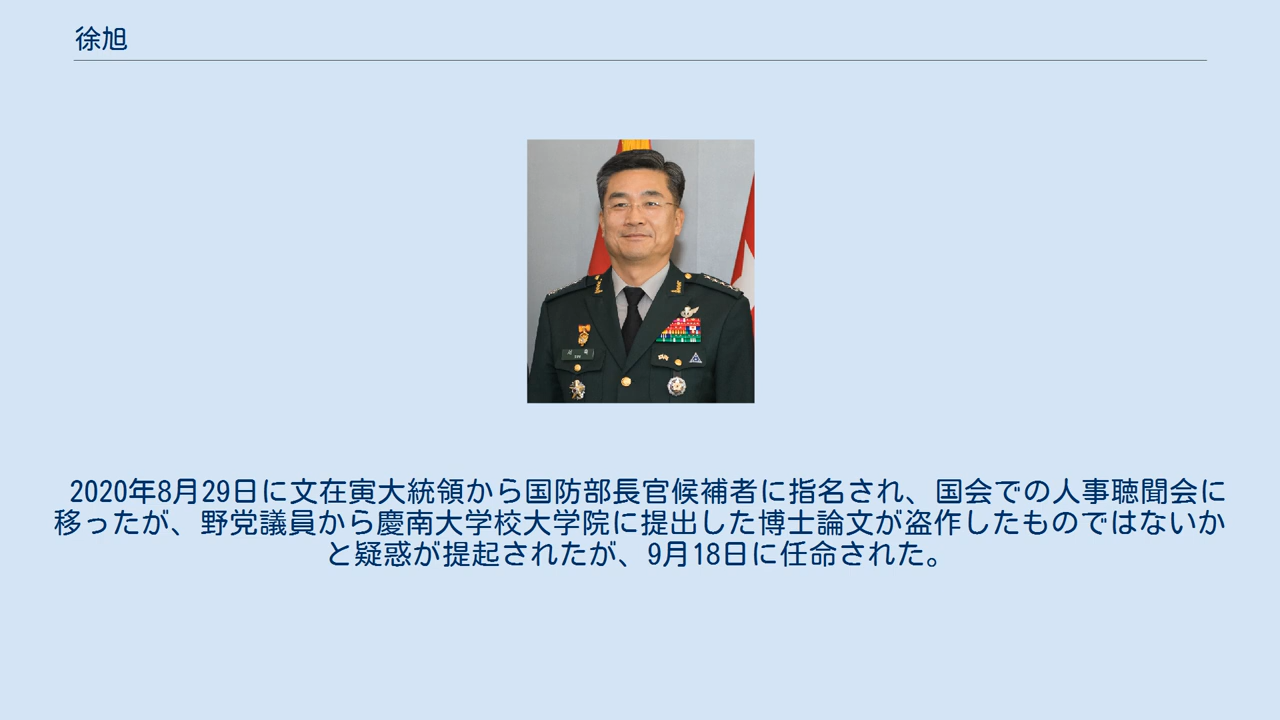 徐旭
2020年8月29日に文在寅大統領から国防部長官候補者に指名され、国会での人事聴聞会に
移ったが、野党議員から慶南大学校大学院に提出した博士論文が盗作したものではないか
と疑惑が提起されたが、9月18日に任命された。